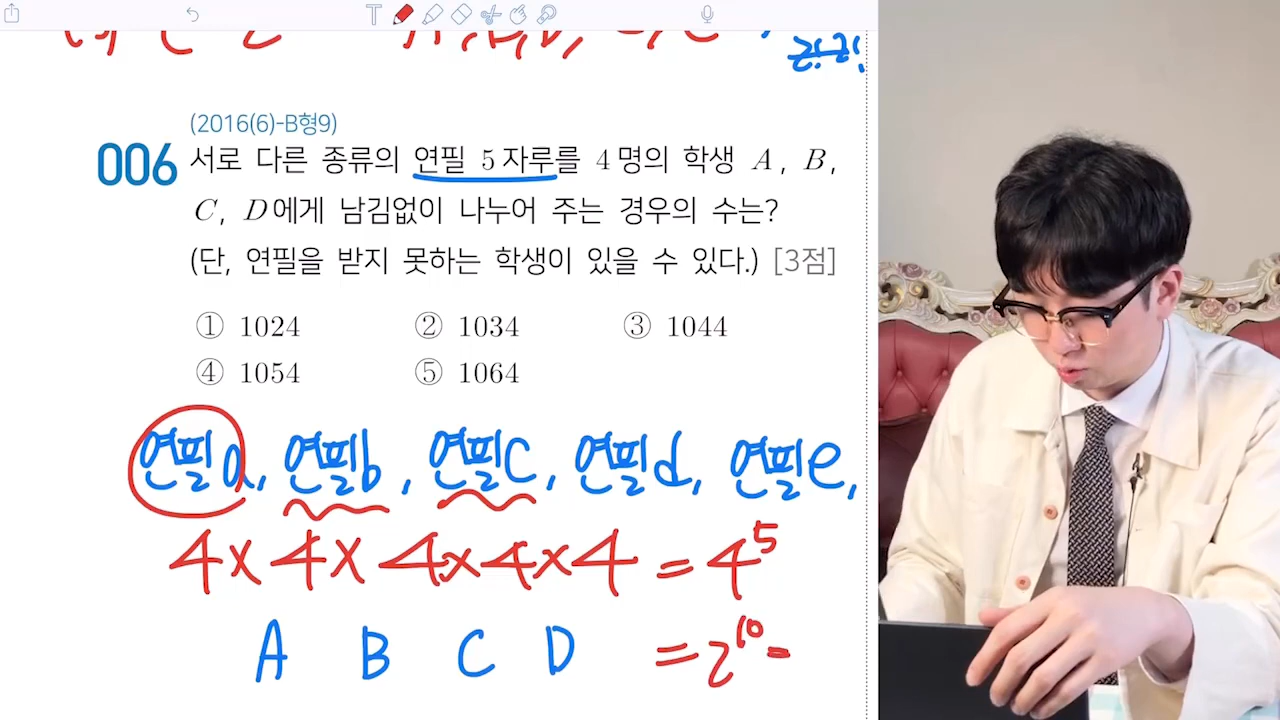 (2016(6)-B형9)
006 서로 다른 종류의 연필 5자루를 4명의 학생 A, B,
C, D에게 남김없이 나누어 주는 경우의 수는?
(단, 연필을 받지 못하는 학생이 있을 수 있다.) [3점]
① 1024 ② 1034 ③ 1044
④ 1054 ⑤ 1064
연필a, 연필b, 연필c, 연필d, 연필e,
4×4×4×4×4=4⁵
A B C D =2¹⁰=